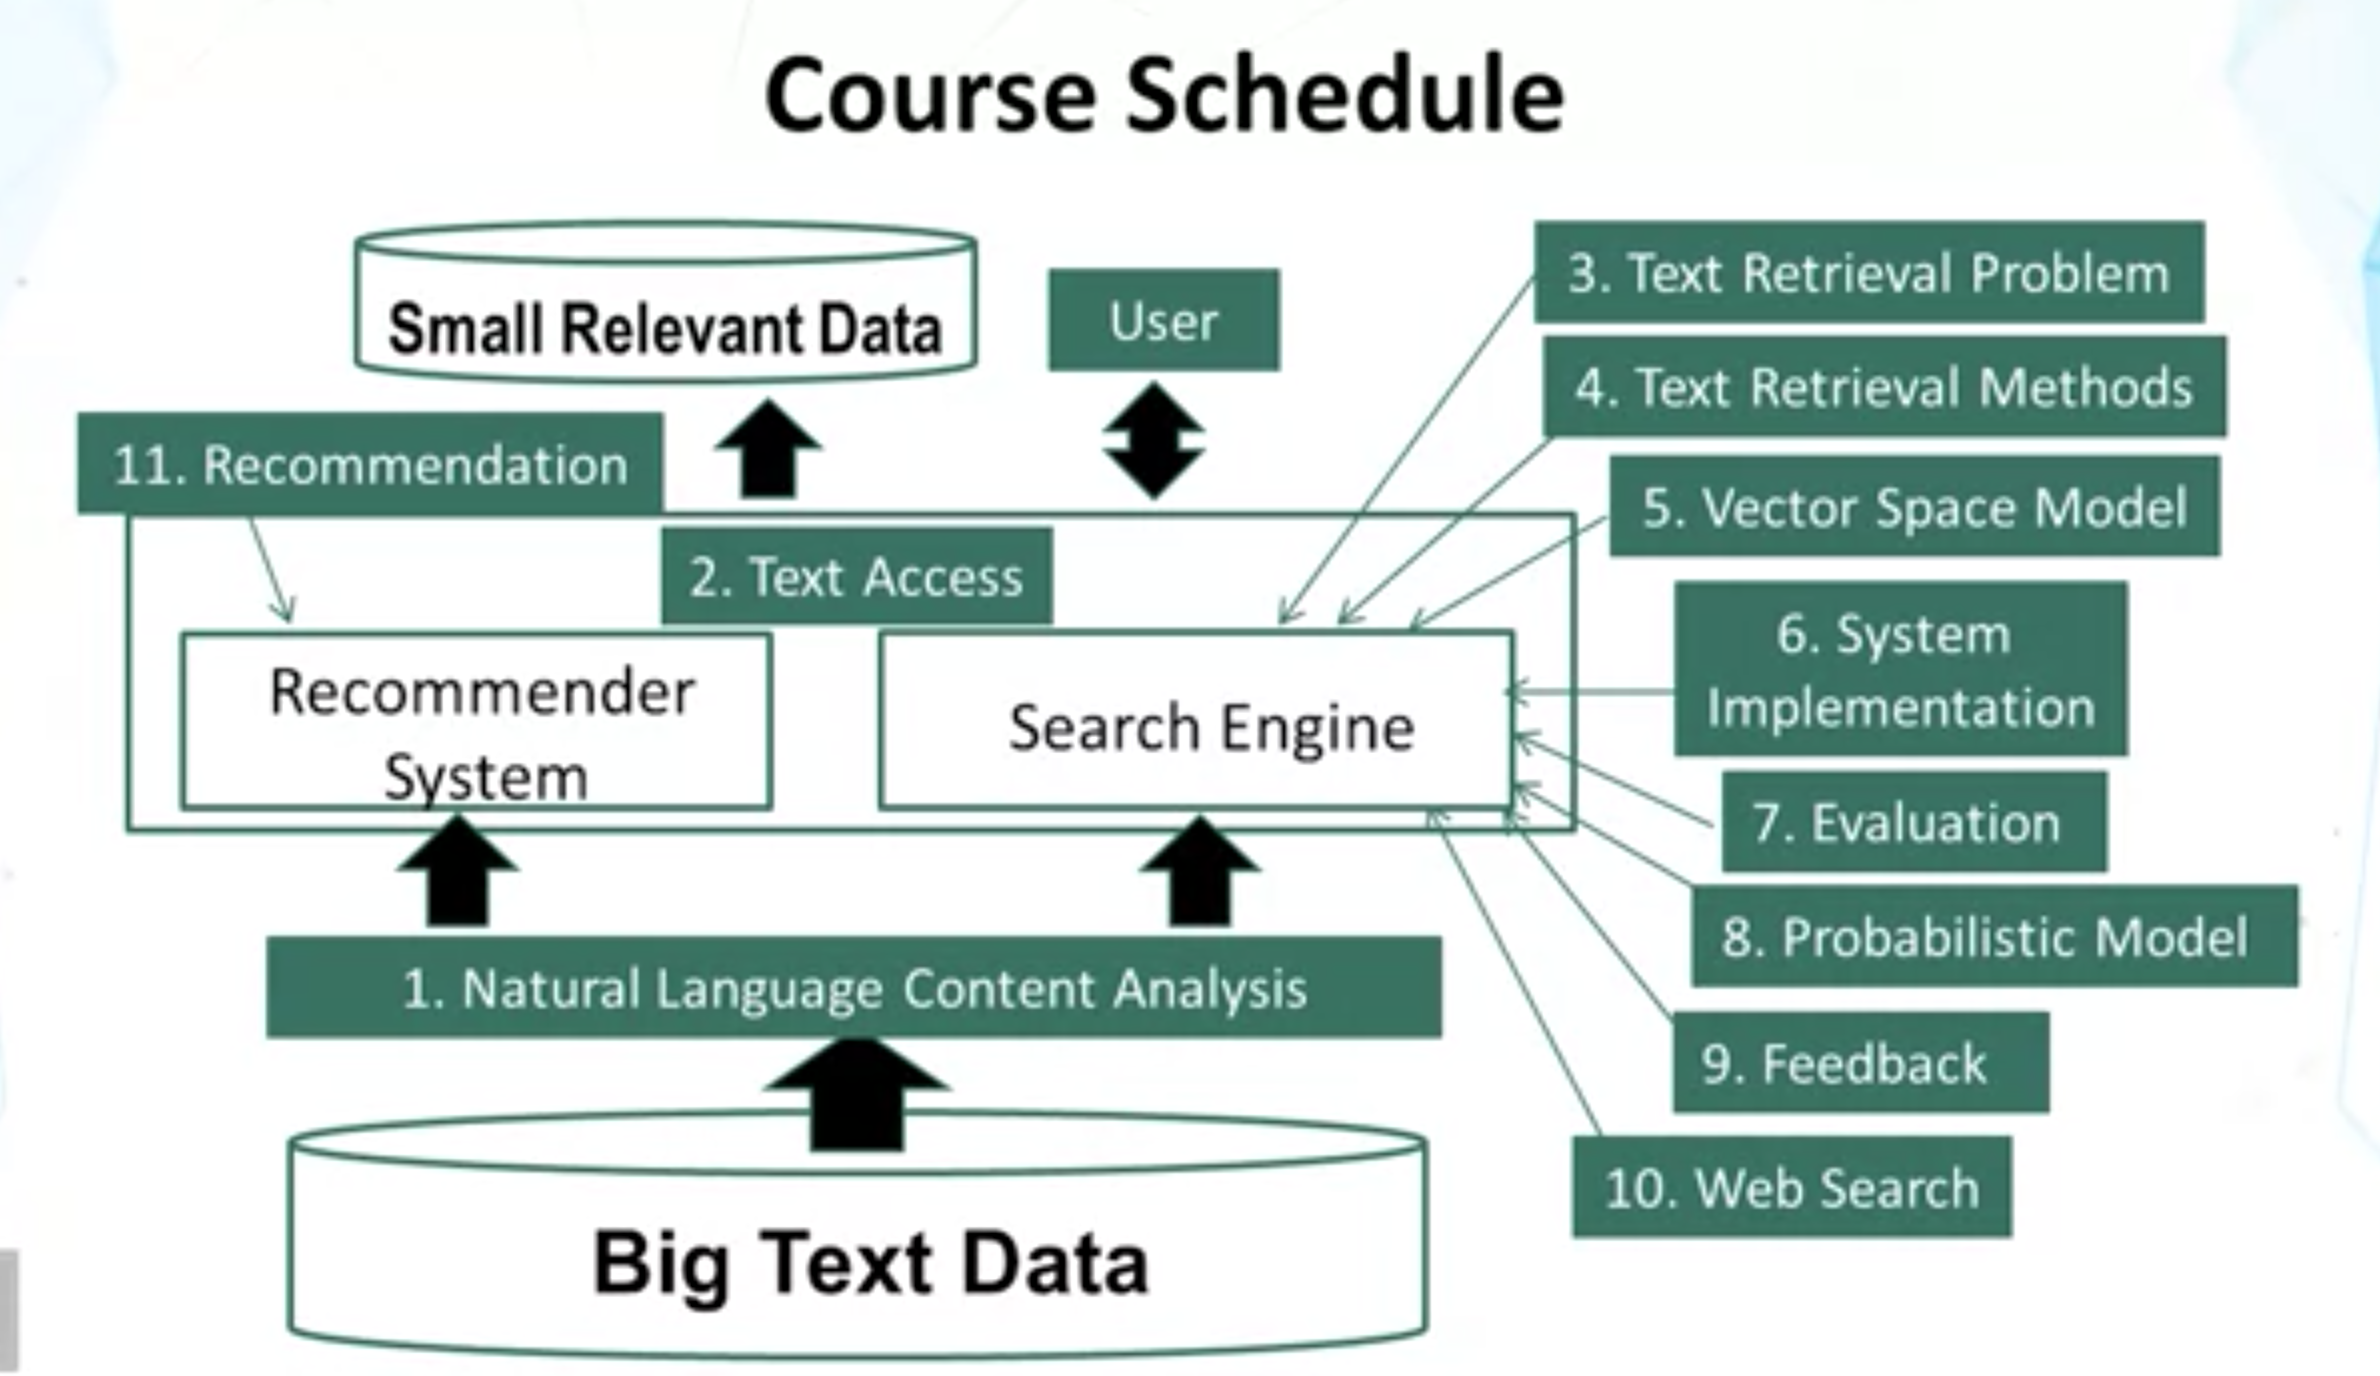 Course Schedule
Small Relevant Data
User
3. Text Retrieval Problem
4. Text Retrieval Methods
11. Recommendation
5. Vector Space Model
2. Text Access
6. System
Implementation
Recommender
System
Search Engine
7. Evaluation
8. Probabilistic Model
1. Natural Language Content Analysis
9. Feedback
10. Web Search
Big Text Data